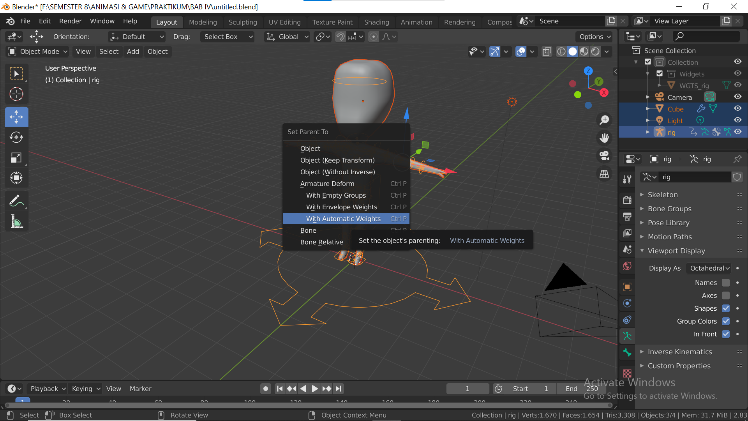 Blender* [F:\SEMESTER 8\ANIMASI & GAME\PRAKTIKUM\BAB IV\untitled.blend]
File Edit Render Window Help Layout Modeling Sculpting UV Editing Texture Paint Shading Animation Rendering Compos Scene View Layer
Orientation: Default Drag: Select Box Global Options
Object Mode View Select Add Object
User Perspective
(1) Collection | rig
Scene Collection
Collection
Widgets
WGTS_rig
Camera
Cube
Light
rig
Set Parent To
Object
Object (Keep Transform)
Object (Without Inverse)
Armature Deform Ctrl P
With Empty Groups Ctrl P
With Envelope Weights Ctrl P
With Automatic Weights Ctrl P
Bone
Bone Relative
Set the object's parenting: With Automatic Weights
rig rig
rig
Skeleton
Bone Groups
Pose Library
Motion Paths
Viewport Display
Display As Octahedral
Names
Axes
Shapes
Group Colors
In Front
Inverse Kinematics
Custom Properties
Activate Windows
Go to Settings to activate Windows.
Playback Keying View Marker 1 Start 1 End 250
Select Box Select Rotate View Object Context Menu Collection | rig | Verts:1,670 | Faces:1,654 | Tris:3,308 | Objects:3/4 | Mem: 31.7 MiB | 2.83